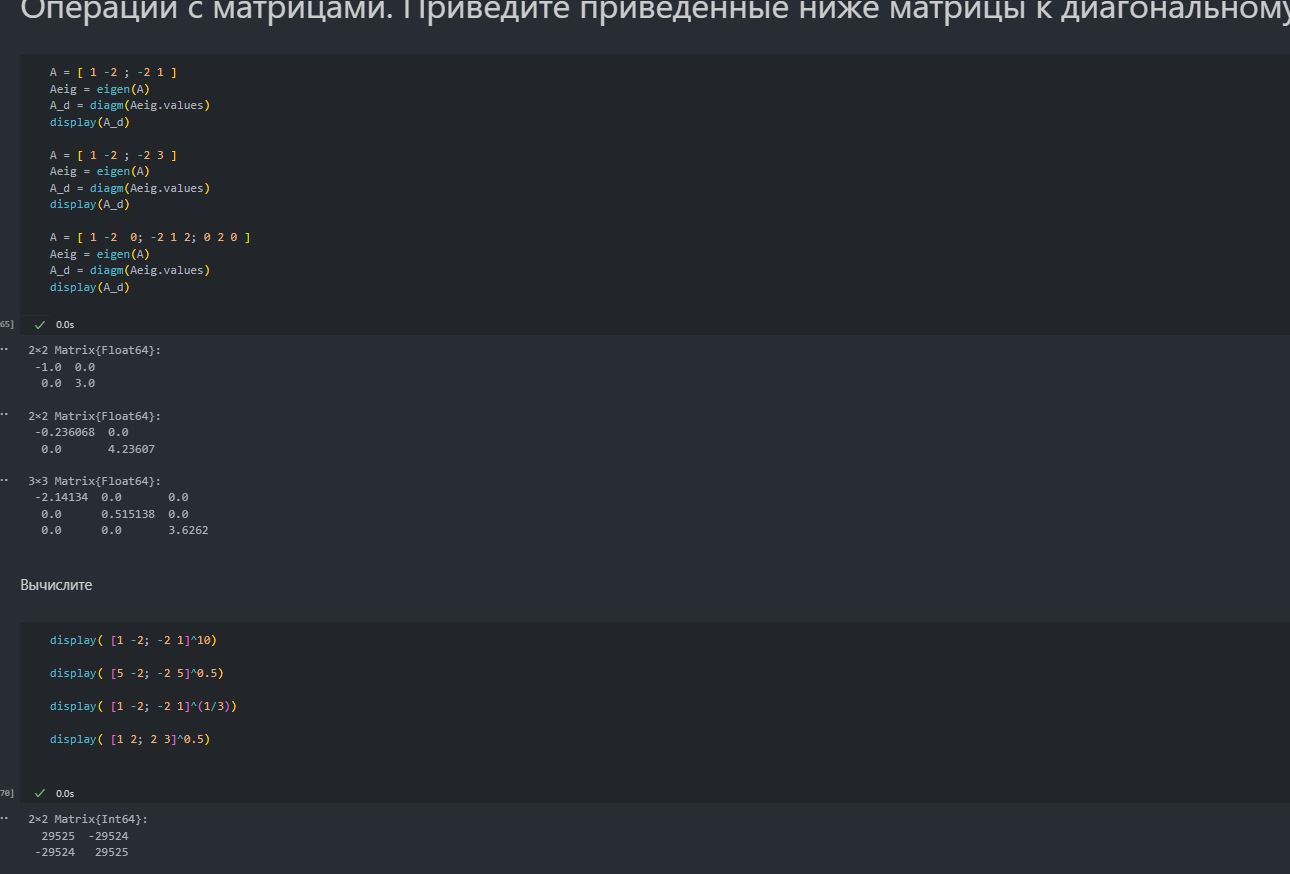 Операции с матрицами. Приведите приведенные ниже матрицы к диагональному
A = [ 1 -2 ; -2 1 ]
Aeig = eigen(A)
A_d = diagm(Aeig.values)
display(A_d)
A = [ 1 -2 ; -2 3 ]
Aeig = eigen(A)
A_d = diagm(Aeig.values)
display(A_d)
A = [ 1 -2  0; -2 1 2; 0 2 0 ]
Aeig = eigen(A)
A_d = diagm(Aeig.values)
display(A_d)
65] ✓ 0.0s
2×2 Matrix{Float64}:
-1.0  0.0
0.0  3.0
2×2 Matrix{Float64}:
-0.236068  0.0
0.0       4.23607
3×3 Matrix{Float64}:
-2.14134  0.0       0.0
0.0      0.515138  0.0
0.0      0.0       3.6262
Вычислите
display( [1 -2; -2 1]^10)
display( [5 -2; -2 5]^0.5)
display( [1 -2; -2 1]^(1/3))
display( [1 2; 2 3]^0.5)
70] ✓ 0.0s
2×2 Matrix{Int64}:
29525  -29524
-29524   29525